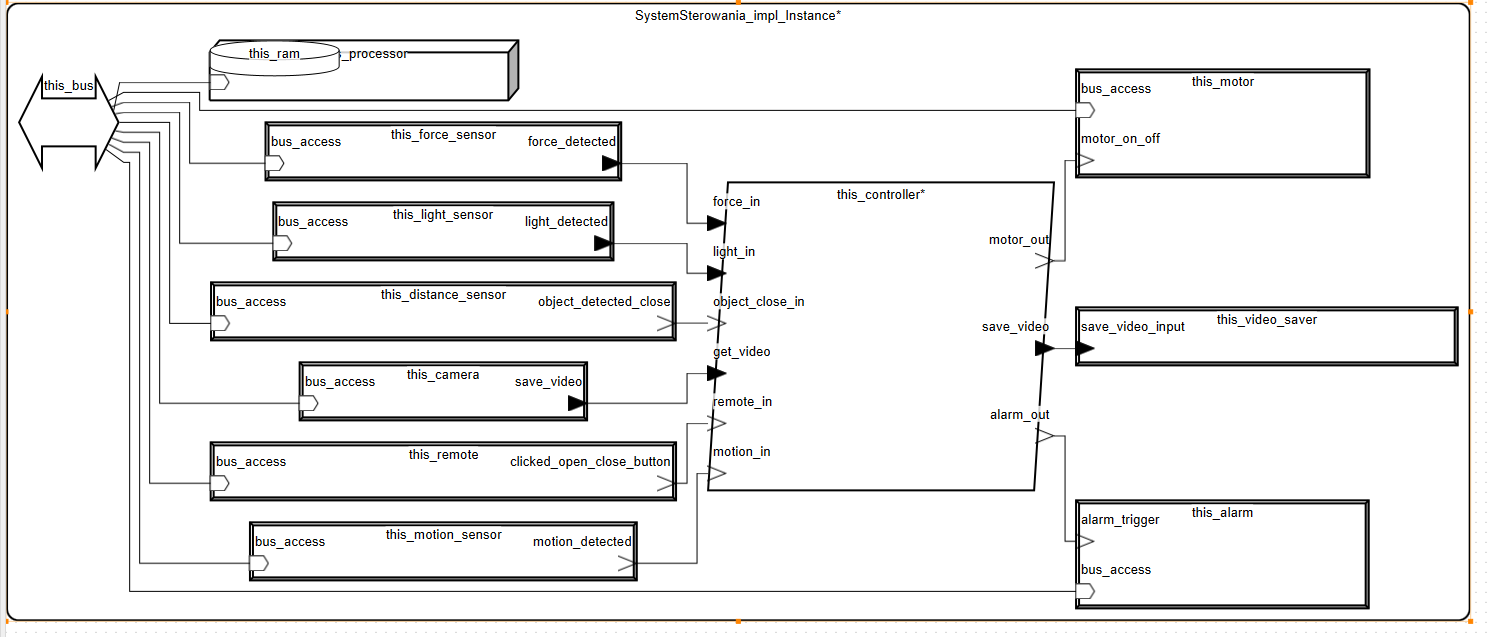 SystemSterowania_impl_Instance*
this_bus
this_ram
_processor
this_force_sensor
bus_access
force_detected
this_light_sensor
bus_access
light_detected
this_distance_sensor
bus_access
object_detected_close
this_camera
bus_access
save_video
this_remote
bus_access
clicked_open_close_button
this_motion_sensor
bus_access
motion_detected
this_controller*
force_in
light_in
object_close_in
get_video
remote_in
motion_in
motor_out
save_video
alarm_out
this_motor
bus_access
motor_on_off
this_video_saver
save_video_input
this_alarm
alarm_trigger
bus_access